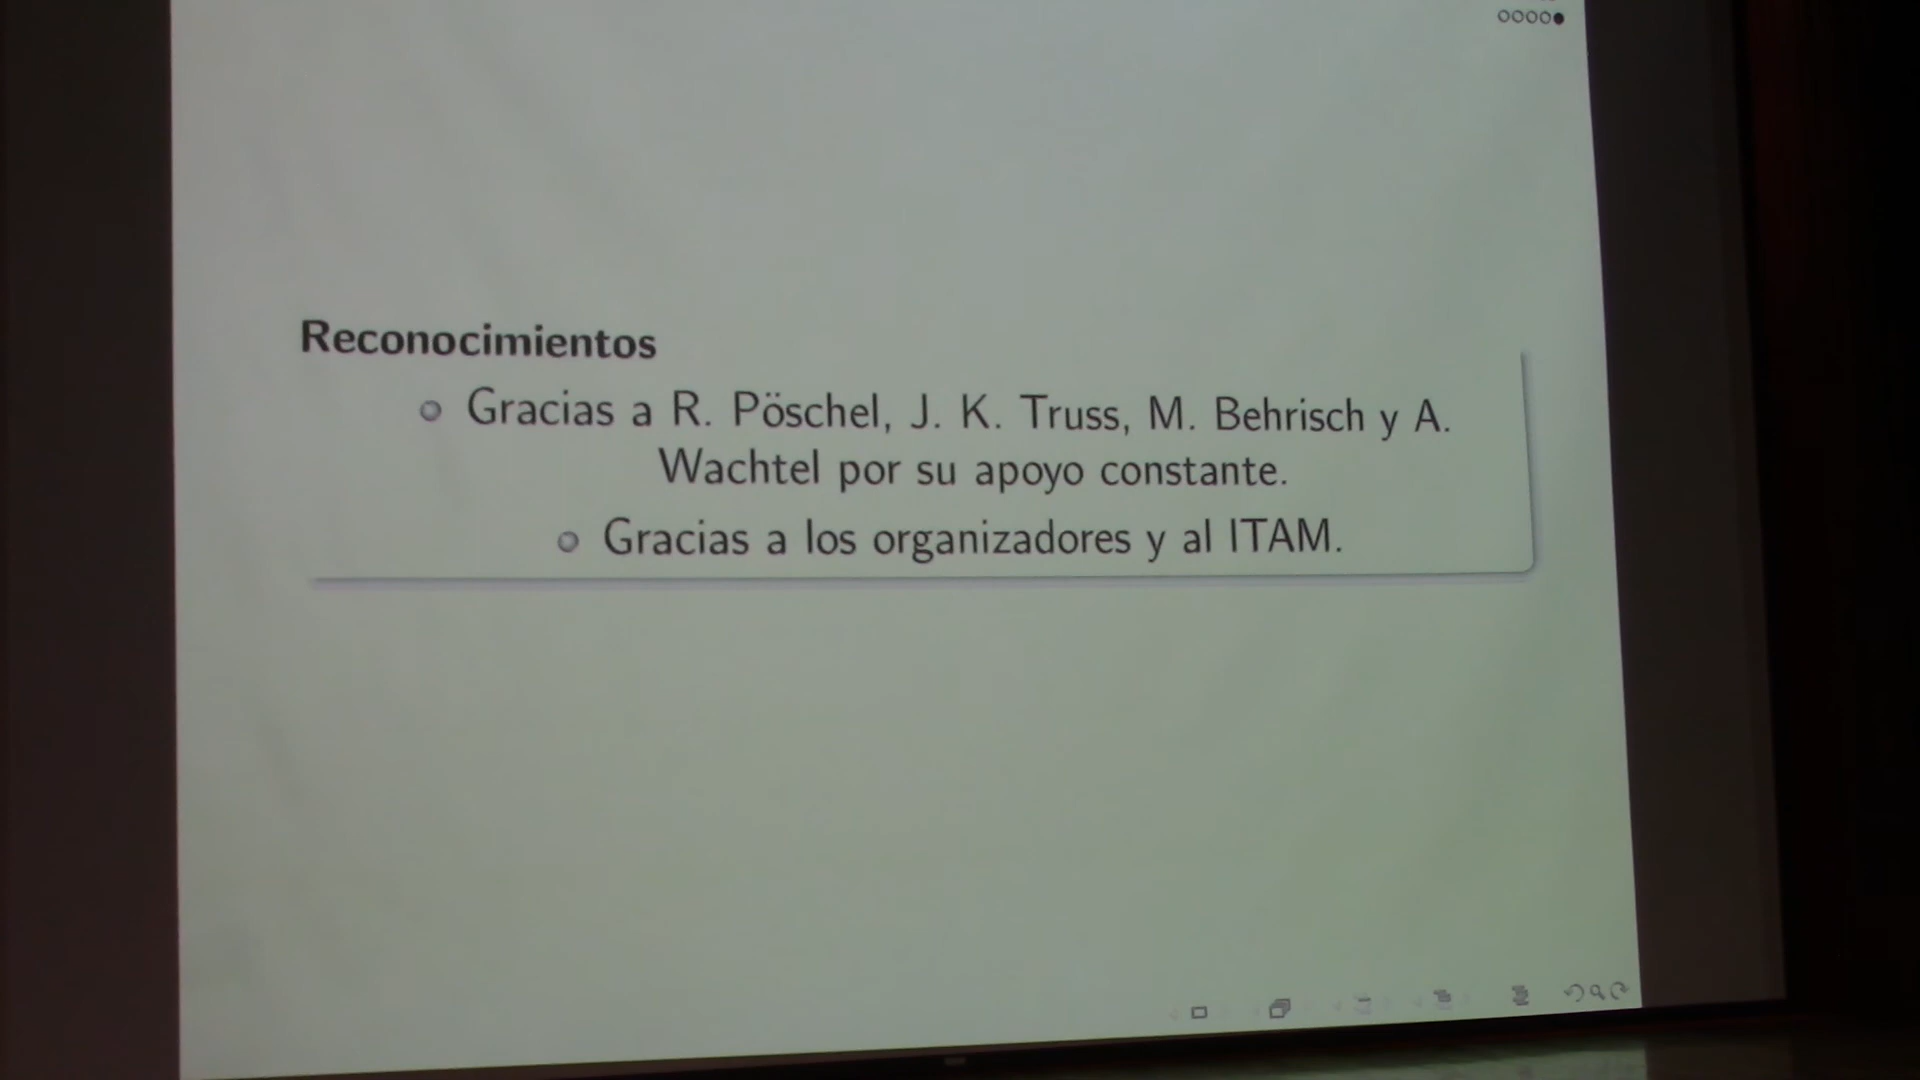 Reconocimientos
Gracias a R. Pöschel, J. K. Truss, M. Behrisch y A.
Wachtel por su apoyo constante.
Gracias a los organizadores y al ITAM.